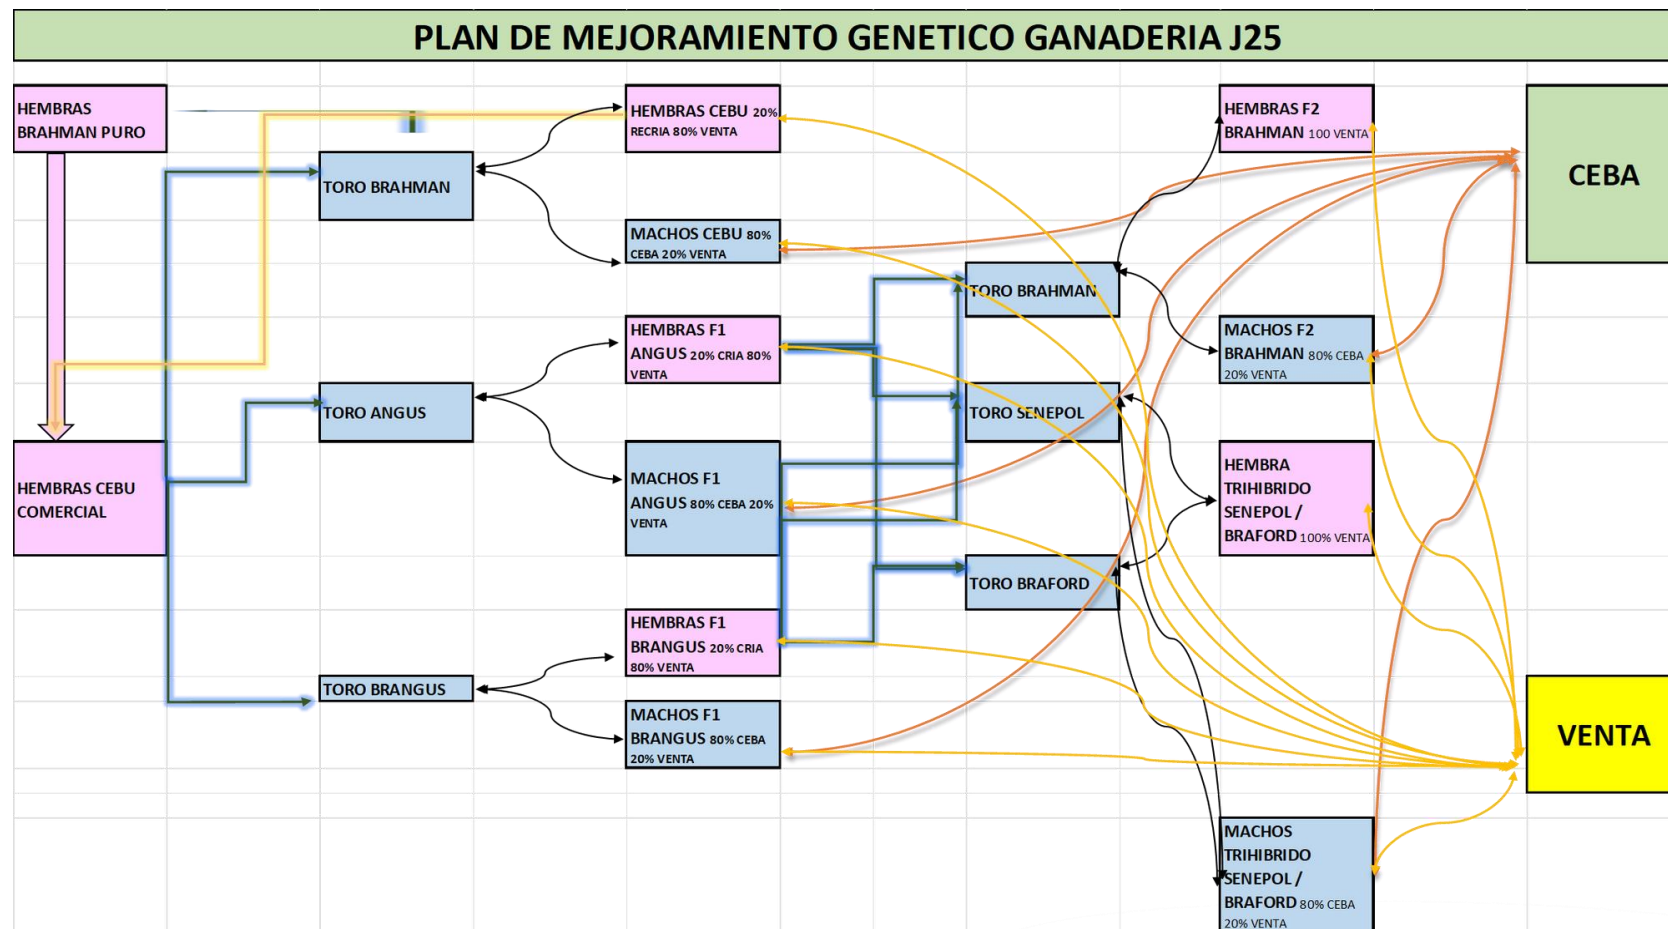 PLAN DE MEJORAMIENTO GENETICO GANADERIA J25
HEMBRAS
BRAHMAN PURO
HEMBRAS CEBU
COMERCIAL
TORO BRAHMAN
TORO ANGUS
TORO BRANGUS
HEMBRAS CEBU 20%
RECRIA 80% VENTA
MACHOS CEBU 80%
CEBA 20% VENTA
HEMBRAS F1
ANGUS 20% CRIA 80%
VENTA
MACHOS F1
ANGUS 80% CEBA 20%
VENTA
HEMBRAS F1
BRANGUS 20% CRIA
80% VENTA
MACHOS F1
BRANGUS 80% CEBA
20% VENTA
TORO BRAHMAN
TORO SENEPOL
TORO BRAFORD
HEMBRAS F2
BRAHMAN 100 VENTA
MACHOS F2
BRAHMAN 80% CEBA
20% VENTA
HEMBRA
TRIHIBRIDO
SENEPOL /
BRAFORD 100% VENTA
MACHOS
TRIHIBRIDO
SENEPOL /
BRAFORD 80% CEBA
20% VENTA
CEBA
VENTA